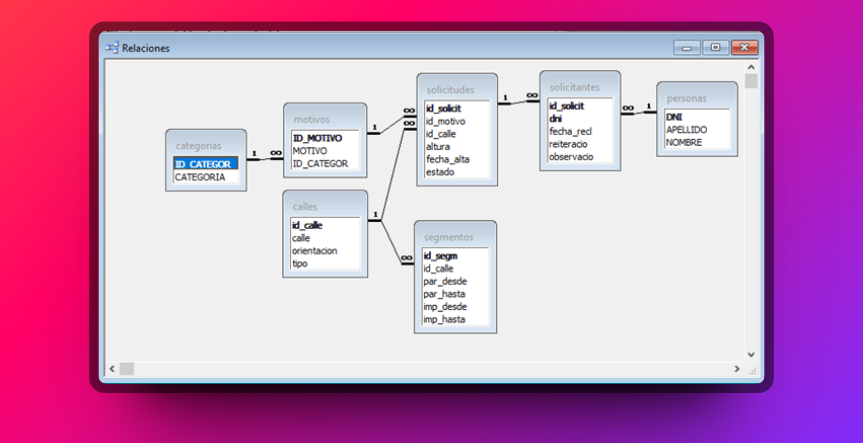 Relaciones
categorias
ID_CATEGOR
CATEGORIA
1
∞
motivos
ID_MOTIVO
MOTIVO
ID_CATEGOR
1
∞
∞
calles
id_calle
calle
orientacion
tipo
1
∞
solicitudes
id_solicit
id_motivo
id_calle
altura
fecha_alta
estado
1
∞
segmentos
id_segm
id_calle
par_desde
par_hasta
imp_desde
imp_hasta
solicitantes
id_solicit
dni
fecha_recl
reiteracio
observacio
∞
1
personas
DNI
APELLIDO
NOMBRE